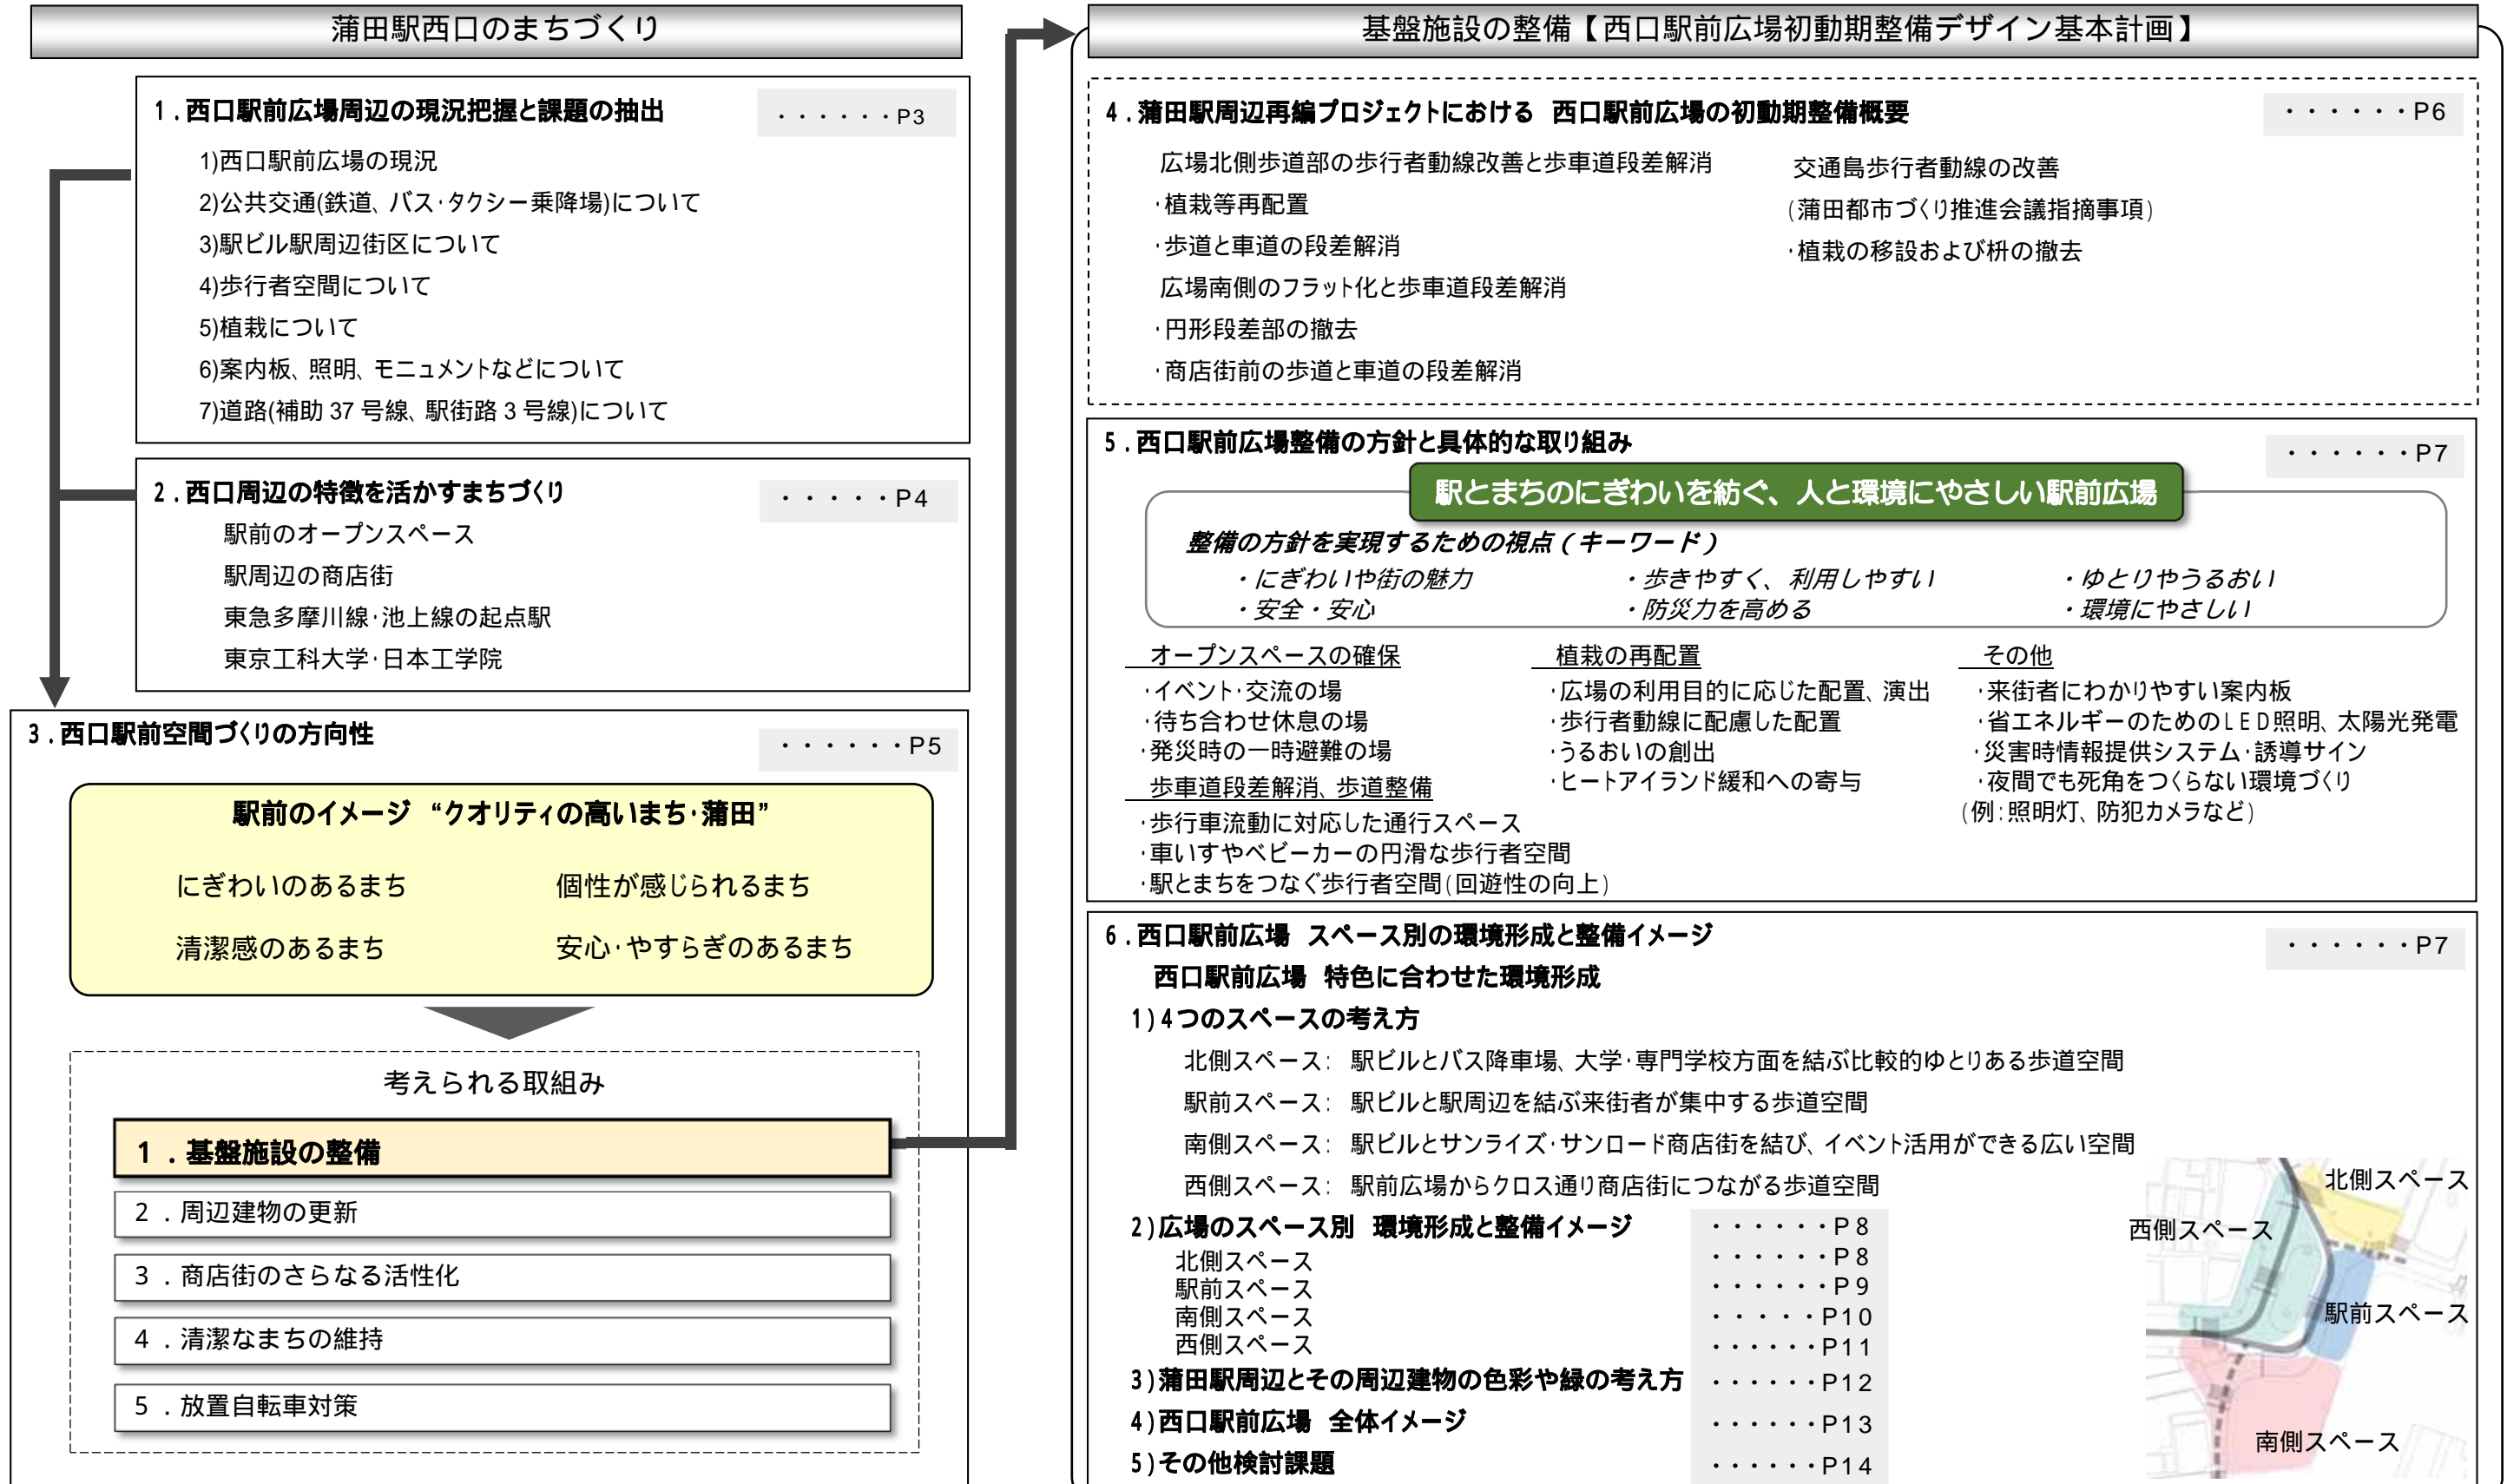 蒲田駅西口のまちづくり
1.西口駅前広場周辺の現況把握と課題の抽出 ・・・・・・P3
1)西口駅前広場の現況
2)公共交通(鉄道、バス・タクシー乗降場)について
3)駅ビル駅周辺街区について
4)歩行者空間について
5)植栽について
6)案内板、照明、モニュメントなどについて
7)道路(補助 37 号線、駅街路 3 号線)について
2.西口周辺の特徴を活かすまちづくり ・・・・・P4
駅前のオープンスペース
駅周辺の商店街
東急多摩川線・池上線の起点駅
東京工科大学・日本工学院
3.西口駅前空間づくりの方向性 ・・・・・・P5
駅前のイメージ “クオリティの高いまち・蒲田”
にぎわいのあるまち 個性が感じられるまち
清潔感のあるまち 安心・やすらぎのあるまち
考えられる取組み
1.基盤施設の整備
2.周辺建物の更新
3.商店街のさらなる活性化
4.清潔なまちの維持
5.放置自転車対策
基盤施設の整備【西口駅前広場初動期整備デザイン基本計画】
4.蒲田駅周辺再編プロジェクトにおける 西口駅前広場の初動期整備概要 ・・・・・・P6
広場北側歩道部の歩行者動線改善と歩車道段差解消
・植栽等再配置
・歩道と車道の段差解消
広場南側のフラット化と歩車道段差解消
・円形段差部の撤去
・商店街前の歩道と車道の段差解消
交通島歩行者動線の改善
(蒲田都市づくり推進会議指摘事項)
・植栽の移設および枡の撤去
5.西口駅前広場整備の方針と具体的な取り組み ・・・・・・P7
駅とまちのにぎわいを紡ぐ、人と環境にやさしい駅前広場
整備の方針を実現するための視点(キーワード)
・にぎわいや街の魅力 ・歩きやすく、利用しやすい ・ゆとりやうるおい
・安全・安心 ・防災力を高める ・環境にやさしい
オープンスペースの確保
・イベント・交流の場
・待ち合わせ休息の場
・発災時の一時避難の場
歩車道段差解消、歩道整備
・歩行車流動に対応した通行スペース
・車いすやベビーカーの円滑な歩行者空間
・駅とまちをつなぐ歩行者空間(回遊性の向上)
植栽の再配置
・広場の利用目的に応じた配置、演出
・歩行者動線に配慮した配置
・うるおいの創出
・ヒートアイランド緩和への寄与
その他
・来街者にわかりやすい案内板
・省エネルギーのためのLED照明、太陽光発電
・災害時情報提供システム・誘導サイン
・夜間でも死角をつくらない環境づくり
(例:照明灯、防犯カメラなど)
6.西口駅前広場 スペース別の環境形成と整備イメージ ・・・・・・P7
西口駅前広場 特色に合わせた環境形成
1)4つのスペースの考え方
北側スペース: 駅ビルとバス降車場、大学・専門学校方面を結ぶ比較的ゆとりある歩道空間
駅前スペース: 駅ビルと駅周辺を結ぶ来街者が集中する歩道空間
南側スペース: 駅ビルとサンライズ・サンロード商店街を結び、イベント活用ができる広い空間
西側スペース: 駅前広場からクロス通り商店街につながる歩道空間
2)広場のスペース別 環境形成と整備イメージ ・・・・・・P8
北側スペース ・・・・・・P8
駅前スペース ・・・・・・P9
南側スペース ・・・・・P10
西側スペース ・・・・・・P11
3)蒲田駅周辺とその周辺建物の色彩や緑の考え方 ・・・・・・P12
4)西口駅前広場 全体イメージ ・・・・・・P13
5)その他検討課題 ・・・・・・P14
北側スペース
西側スペース
駅前スペース
南側スペース